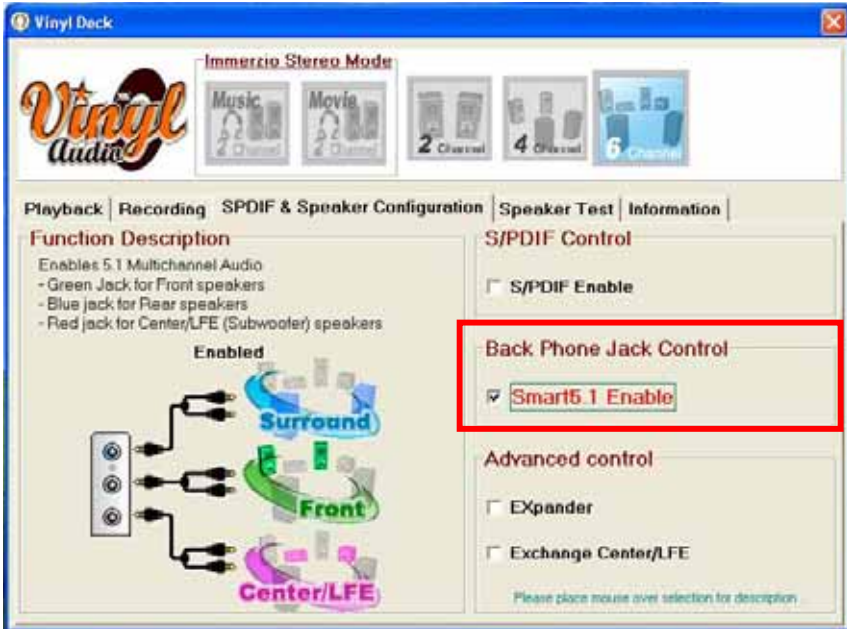 Vinyl Deck
Immerzio Stereo Mode
Vinyl Audio
Music 2 Channel
Movie 2 Channel
2 Channel
4 Channel
6 Channel
Playback
Recording
SPDIF & Speaker Configuration
Speaker Test
Information
Function Description
Enables 5.1 Multichannel Audio
- Green Jack for Front speakers
- Blue jack for Rear speakers
- Red jack for Center/LFE (Subwoofer) speakers
Enabled
Surround
Front
Center/LFE
S/PDIF Control
S/PDIF Enable
Back Phone Jack Control
Smart5.1 Enable
Advanced control
EXpander
Exchange Center/LFE
Please place mouse over selection for description